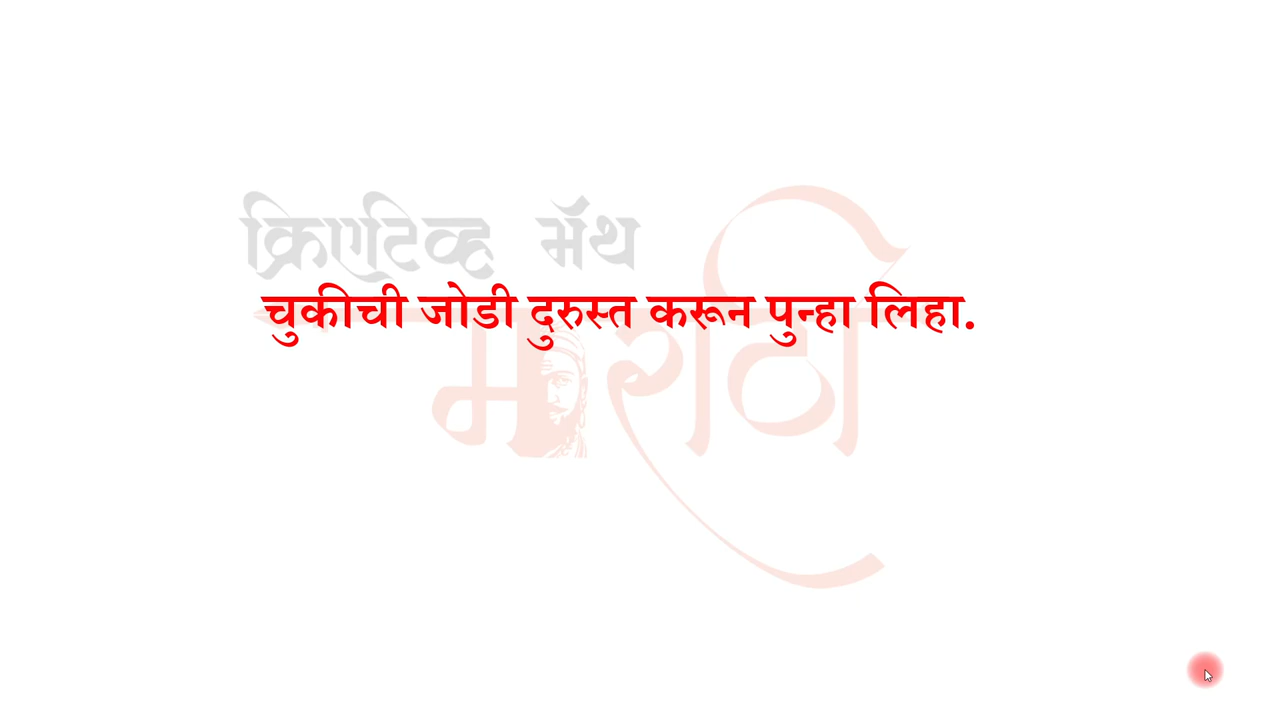 क्रिएटिव्ह मॅथ
चुकीची जोडी दुरुस्त करून पुन्हा लिहा.
मराठी